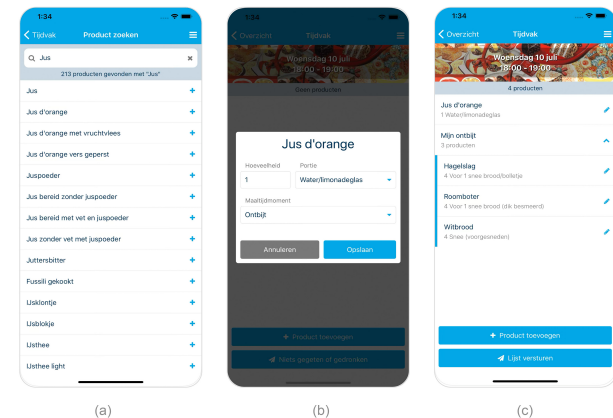 1:34
Tijdvak
Product zoeken
Jus
213 producten gevonden met "Jus"
Jus
Jus d'orange
Jus d'orange met vruchtvlees
Jus d'orange vers geperst
Juspoeder
Jus bereid zonder juspoeder
Jus bereid met vet en juspoeder
Jus zonder vet met juspoeder
Juttersbitter
Fussili gekookt
IJsklontje
IJsblokje
IJsthee
IJsthee light
(a)
1:34
Overzicht
Tijdvak
Woensdag 10 juli
18:00 - 19:00
Geen producten
Jus d'orange
Hoeveelheid
Portie
1
Water/limonadeglas
Maaltijdmoment
Ontbijt
Annuleren
Opslaan
Product toevoegen
Niets gegeten of gedronken
(b)
1:34
Overzicht
Tijdvak
Woensdag 10 juli
18:00 - 19:00
4 producten
Jus d'orange
1 Water/limonadeglas
Mijn ontbijt
3 producten
Hagelslag
4 Voor 1 snee brood/bolletje
Roomboter
4 Voor 1 snee brood (dik besmeerd)
Witbrood
4 Snee (voorgesneden)
Product toevoegen
Lijst versturen
(c)